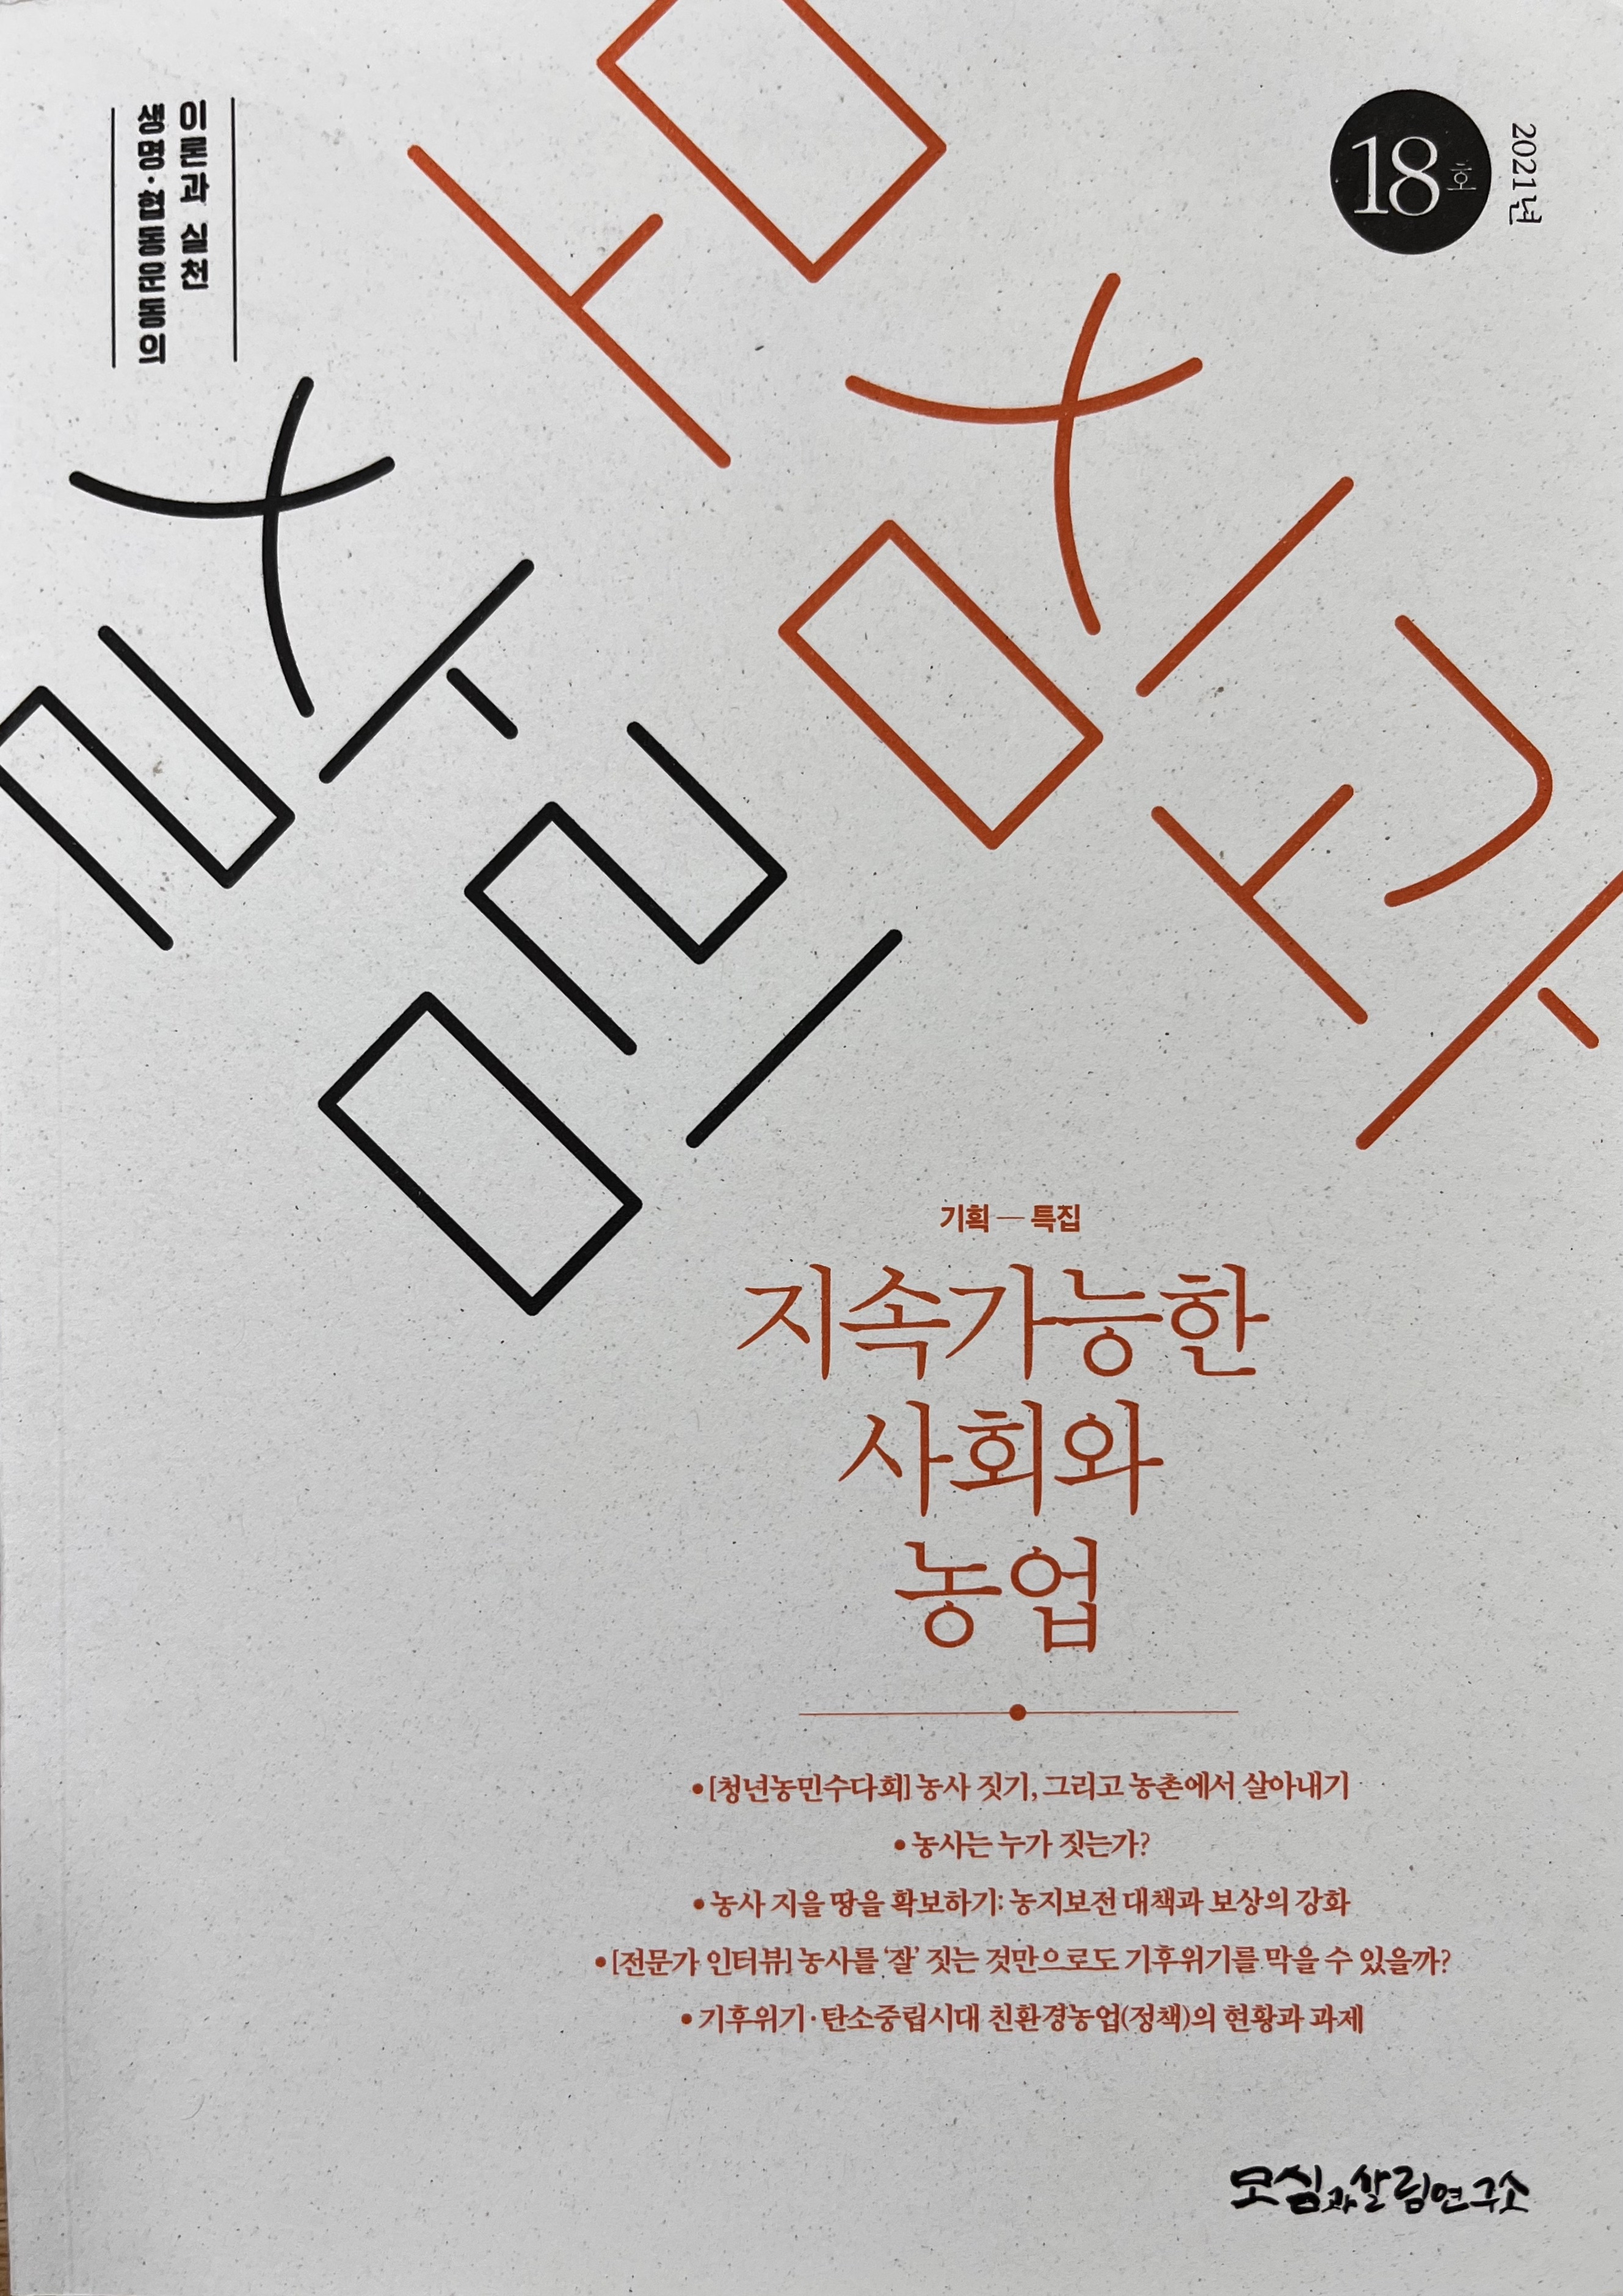 생명·협동운동의
이론과 실천
18호
2021년
모심과
살림
기획 — 특집
지속가능한
사회와
농업
• [청년농민수다회] 농사 짓기, 그리고 농촌에서 살아내기
• 농사는 누가 짓는가?
• 농사 지을 땅을 확보하기: 농지보전 대책과 보상의 강화
• [전문가 인터뷰] 농사를 ‘잘’ 짓는 것만으로도 기후위기를 막을 수 있을까?
• 기후위기·탄소중립시대 친환경농업(정책)의 현황과 과제
모심과살림연구소